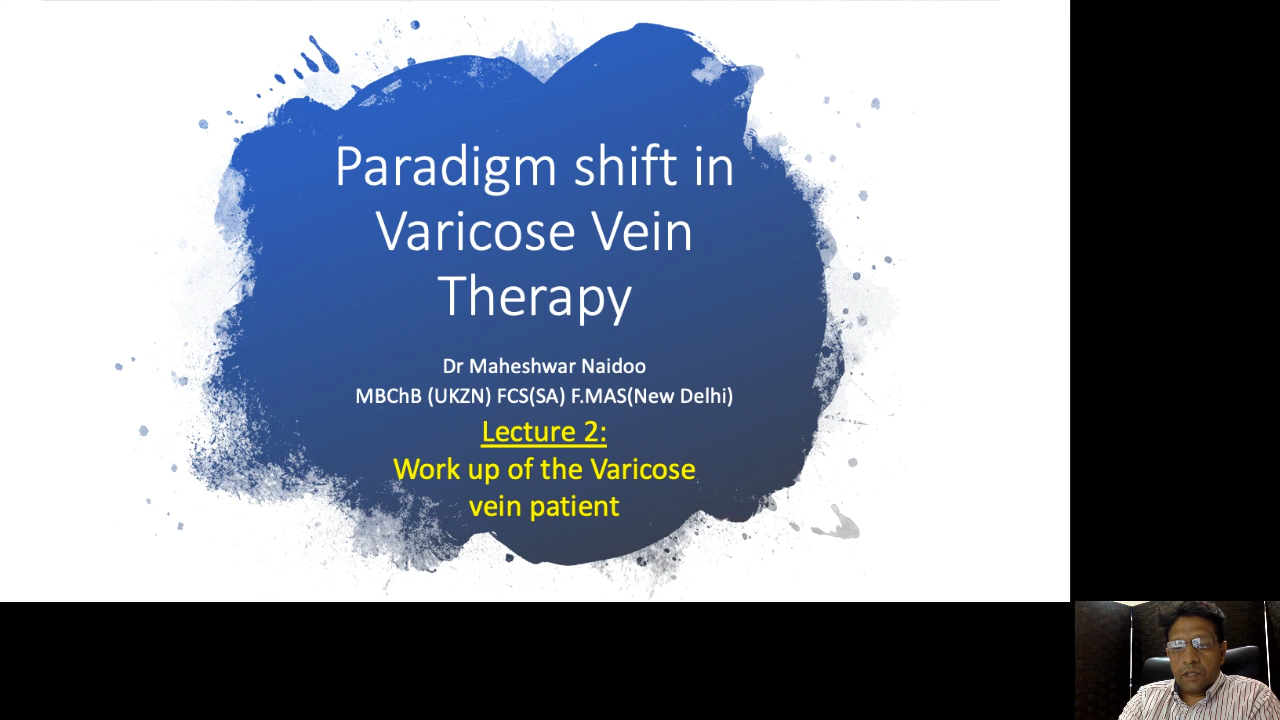 Paradigm shift in
Varicose Vein
Therapy
Dr Maheshwar Naidoo
MBChB (UKZN) FCS(SA) F.MAS(New Delhi)
Lecture 2:
Work up of the Varicose
vein patient